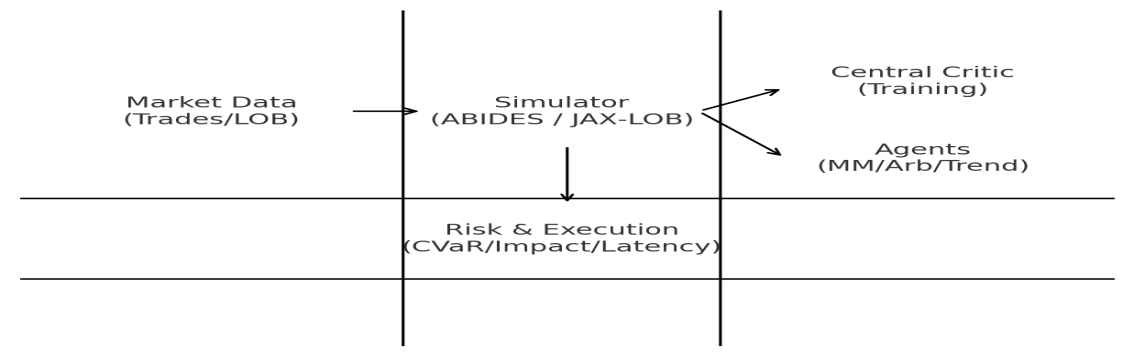 Market Data
(Trades/LOB)
Simulator
(ABIDES / JAX-LOB)
Central Critic
(Training)
Agents
(MM/Arb/Trend)
Risk & Execution
(CVaR/Impact/Latency)